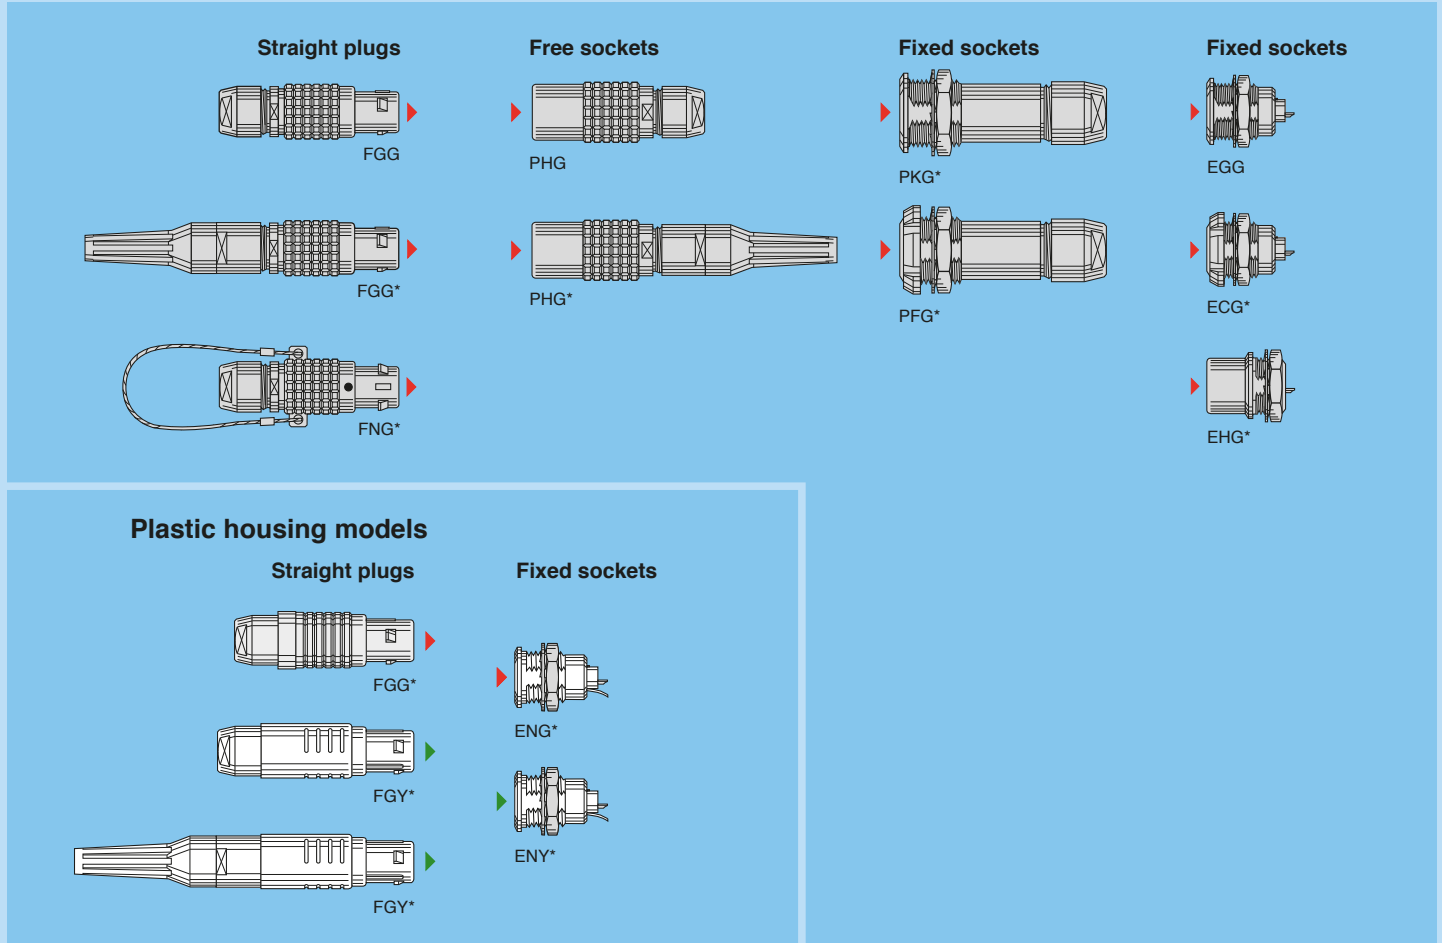 Straight plugs
Free sockets
Fixed sockets
Fixed sockets
FGG
PHG
PKG*
EGG
FGG*
PHG*
PFG*
ECG*
FNG*
EHG*
Plastic housing models
Straight plugs
Fixed sockets
FGG*
ENG*
FGY*
ENY*
FGY*